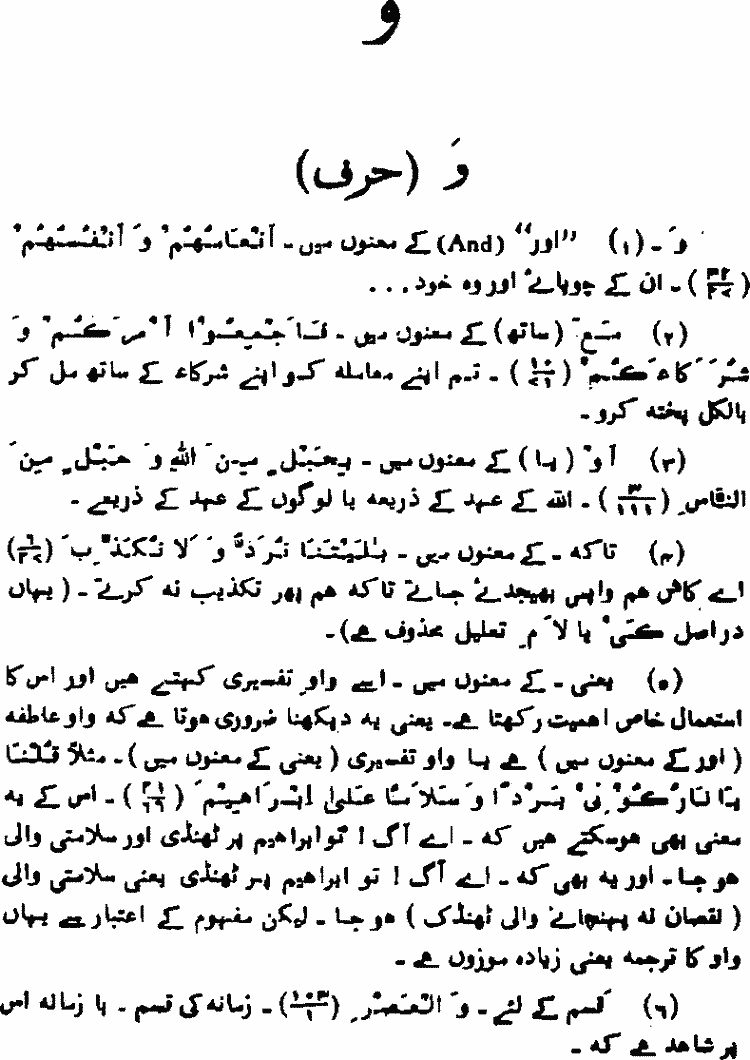 و
وَ (حرف)
وَ ۔ (۱) ”اور“ (And) کے معنوں میں ۔ اَنْعَامُهُمْ وَ اَنْفُسُهُمْ
(۳۲/۲۷) ۔ ان کے چوپائے اور وہ خود . . .
(۲) مَعَ (ساتھ) کے معنوں میں ۔ فَاَجْمِعُوْا اَمْرَكُمْ وَ
شُرَكَاءَكُمْ (۱۰/۷۱) ۔ تم اپنے معاملہ کو اپنے شرکاء کے ساتھ مل کر
بالکل پختہ کرو ۔
(۳) اَوْ (یا) کے معنوں میں ۔ بِحَبْلٍ مِنَ اللهِ وَ حَبْلٍ مِنَ
النَّاسِ (۳/۱۱۱) ۔ اللہ کے عہد کے ذریعہ یا لوگوں کے عہد کے ذریعے ۔
(۴) تاکہ ۔ کے معنوں میں ۔ یٰلَیْتَنَا نُرَدُّ وَ لَا نُکَذِّبَ (۶/۲۷)
اے کاش ہم واپس بھیجدئے جاتے تاکہ ہم پھر تکذیب نہ کرتے ۔ (یہاں
دراصل کَیْ یا لَامِ تعلیل محذوف ہے)۔
(۵) یعنی ۔ کے معنوں میں ۔ اسے واوِ تفسیری کہتے ہیں اور اس کا
استعمال خاص اہمیت رکھتا ہے۔ یعنی یہ دیکھنا ضروری ہوتا ہے کہ واو عاطفہ
(اور کے معنوں میں) ہے یا واو تفسیری (یعنی کے معنوں میں) ۔ مثلاً قُلْنَا
یَا نَارُ کُوْنِیْ بَرْدًا وَ سَلَامًا عَلیٰ اِبْرَاهِیْمَ (۲۱/۶۹) ۔ اس کے یہ
معنی بھی ہوسکتے ہیں کہ ۔ اے آگ ! تو ابراہیم پر ٹھنڈی اور سلامتی والی
ہو جا ۔ اور یہ بھی کہ ۔ اے آگ ! تو ابراہیم پر ٹھنڈی یعنی سلامتی والی
(نقصان نہ پہنچانے والی ٹھنڈک) ہو جا ۔ لیکن مفہوم کے اعتبار سے یہاں
واو کا ترجمہ یعنی زیادہ موزوں ہے ۔
(۶) قسم کے لئے ۔ وَ الْعَصْرِ (۱۰۳/۱) ۔ زمانہ کی قسم ۔ یا زمانہ اس
پر شاہد ہے کہ ۔